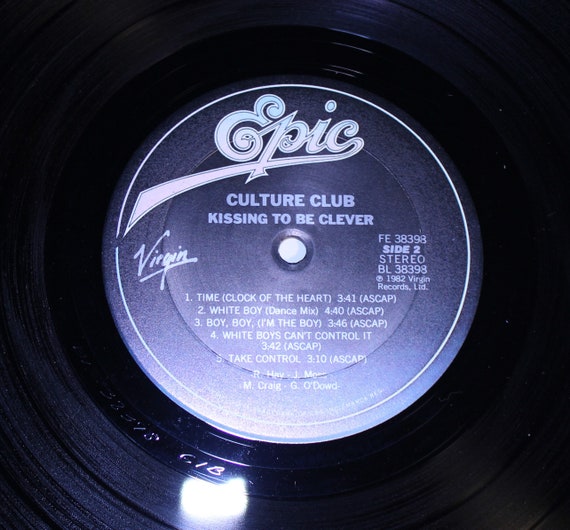 Epic
CULTURE CLUB
KISSING TO BE CLEVER
Virgin
FE 38398
SIDE 2
STEREO
BL 38398
℗ 1982 Virgin
Records, Ltd.
1. TIME (CLOCK OF THE HEART) 3:41 (ASCAP)
2. WHITE BOY (Dance Mix) 4:40 (ASCAP)
3. BOY, BOY, (I'M THE BOY) 3:46 (ASCAP)
4. WHITE BOYS CAN'T CONTROL IT
3:42 (ASCAP)
5. TAKE CONTROL 3:10 (ASCAP)
R. Hay - J. Moss
M. Craig - G. O'Dowd